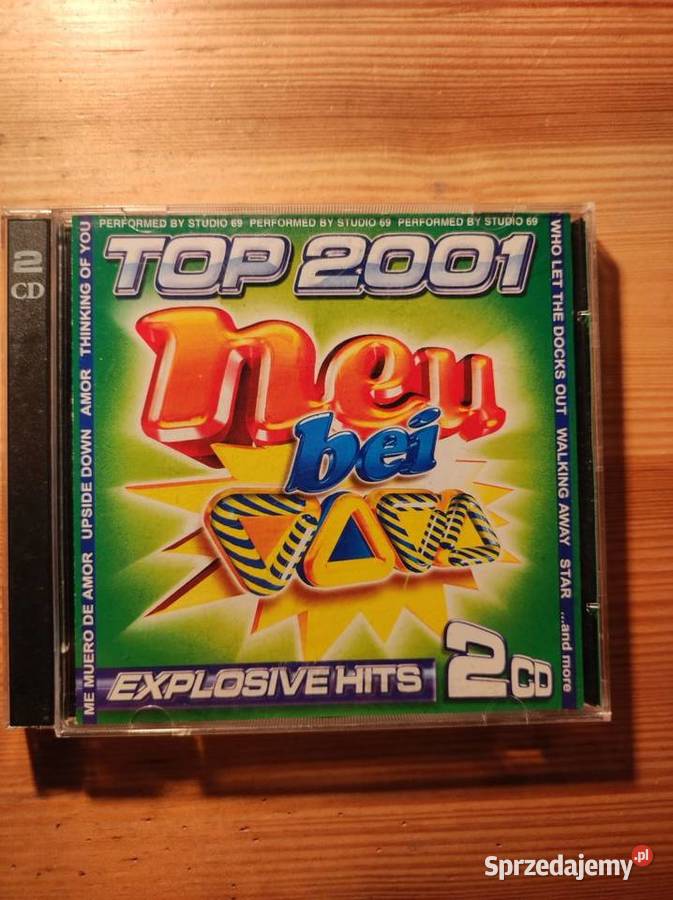 PERFORMED BY STUDIO 69 PERFORMED BY STUDIO 69 PERFORMED BY STUDIO 69
TOP 2001
2
CD
ME MUERO DE AMOR UPSIDE DOWN AMOR THINKING OF YOU
WHO LET THE DOCKS OUT WALKING AWAY STAR ...and more
neu
bei
EXPLOSIVE HITS
2CD
Sprzedajemy.pl